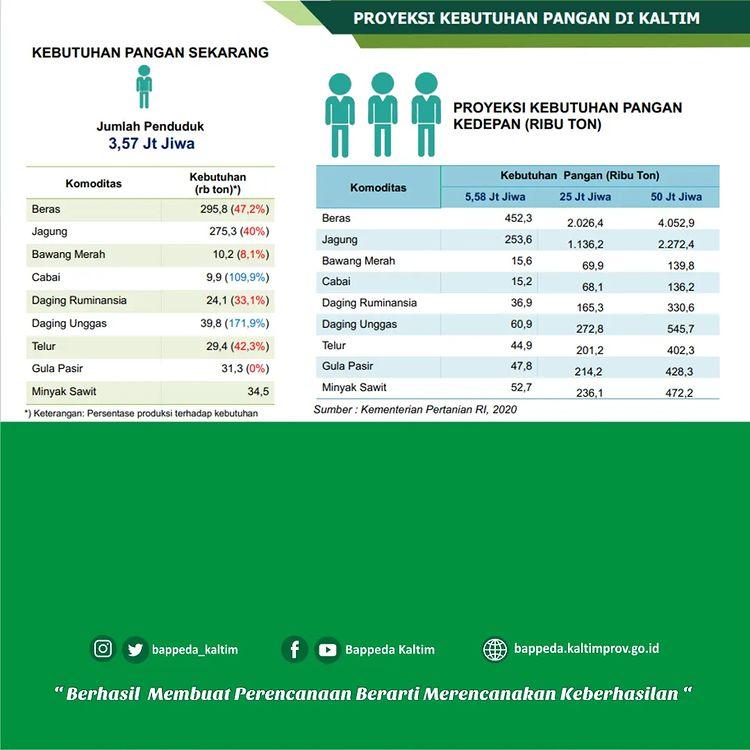 PROYEKSI KEBUTUHAN PANGAN DI KALTIM
KEBUTUHAN PANGAN SEKARANG
Jumlah Penduduk
3,57 Jt Jiwa
Komoditas Kebutuhan (rb ton)*)
Beras 295,8 (47,2%)
Jagung 275,3 (40%)
Bawang Merah 10,2 (8,1%)
Cabai 9,9 (109,9%)
Daging Ruminansia 24,1 (33,1%)
Daging Unggas 39,8 (171,9%)
Telur 29,4 (42,3%)
Gula Pasir 31,3 (0%)
Minyak Sawit 34,5
*) Keterangan: Persentase produksi terhadap kebutuhan
PROYEKSI KEBUTUHAN PANGAN
KEDEPAN (RIBU TON)
Komoditas Kebutuhan Pangan (Ribu Ton)
5,58 Jt Jiwa 25 Jt Jiwa 50 Jt Jiwa
Beras 452,3 2.026,4 4.052,9
Jagung 253,6 1.136,2 2.272,4
Bawang Merah 15,6 69,9 139,8
Cabai 15,2 68,1 136,2
Daging Ruminansia 36,9 165,3 330,6
Daging Unggas 60,9 272,8 545,7
Telur 44,9 201,2 402,3
Gula Pasir 47,8 214,2 428,3
Minyak Sawit 52,7 236,1 472,2
Sumber : Kementerian Pertanian RI, 2020
bappeda_kaltim Bappeda Kaltim bappeda.kaltimprov.go.id
“ Berhasil Membuat Perencanaan Berarti Merencanakan Keberhasilan “